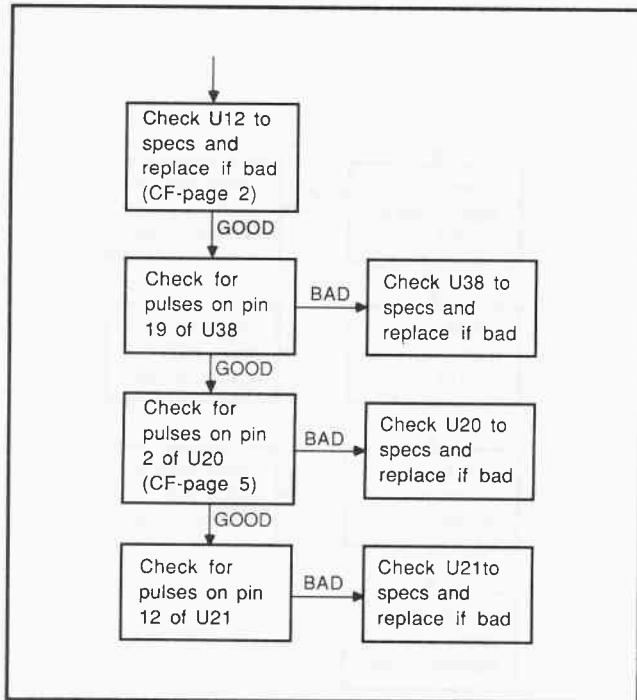 Check U12 to
specs and
replace if bad
(CF-page 2)
GOOD
Check for
pulses on pin
19 of U38
BAD
Check U38 to
specs and
replace if bad
GOOD
Check for
pulses on pin
2 of U20
(CF-page 5)
BAD
Check U20 to
specs and
replace if bad
GOOD
Check for
pulses on pin
12 of U21
BAD
Check U21to
specs and
replace if bad